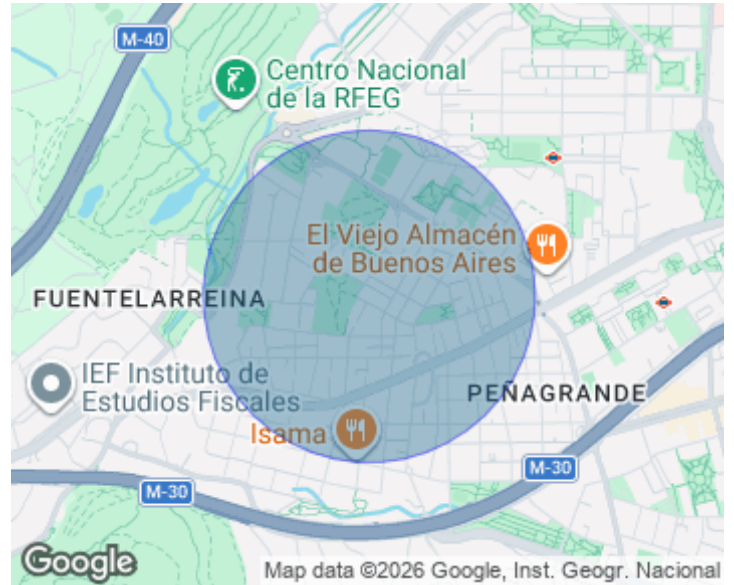 M-40
Centro Nacional
de la RFEG
El Viejo Almacén
de Buenos Aires
FUENTELARREINA
IEF Instituto de
Estudios Fiscales
PEÑAGRANDE
Isama
M-30
M-30
Google
Map data ©2026 Google, Inst. Geogr. Nacional